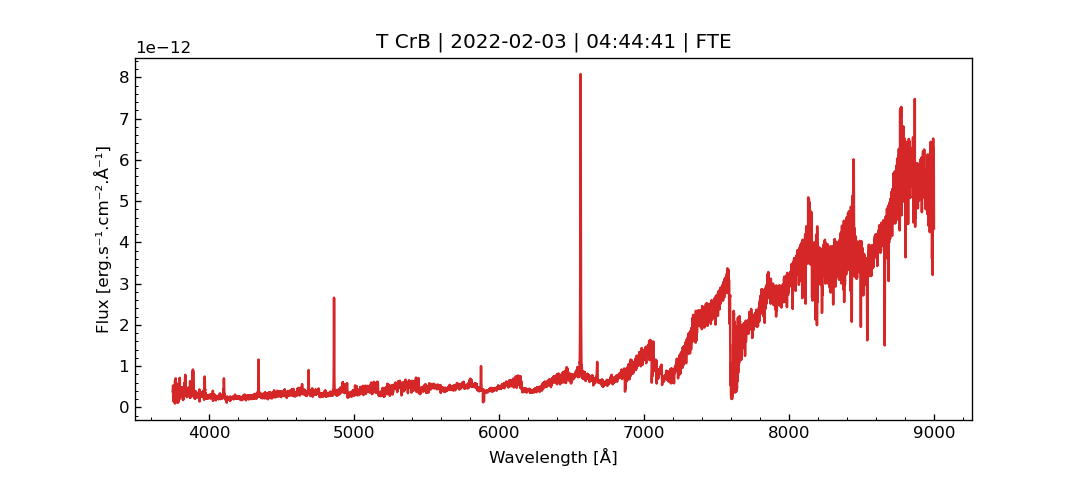 T CrB | 2022-02-03 | 04:44:41 | FTE
1e−12
8
7
6
5
4
3
2
1
0
Flux [erg.s⁻¹.cm⁻².Å⁻¹]
4000 5000 6000 7000 8000 9000
Wavelength [Å]